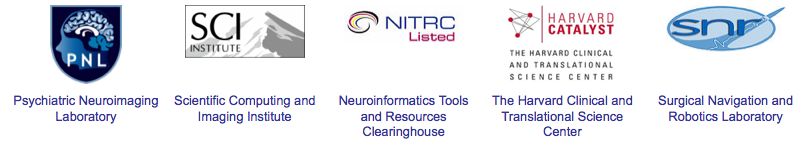 PNL
SCI
INSTITUTE
NITRC
Listed
HARVARD
CATALYST
THE HARVARD CLINICAL
AND TRANSLATIONAL
SCIENCE CENTER
snr
Psychiatric Neuroimaging
Laboratory
Scientific Computing and
Imaging Institute
Neuroinformatics Tools
and Resources
Clearinghouse
The Harvard Clinical and
Translational Science
Center
Surgical Navigation and
Robotics Laboratory